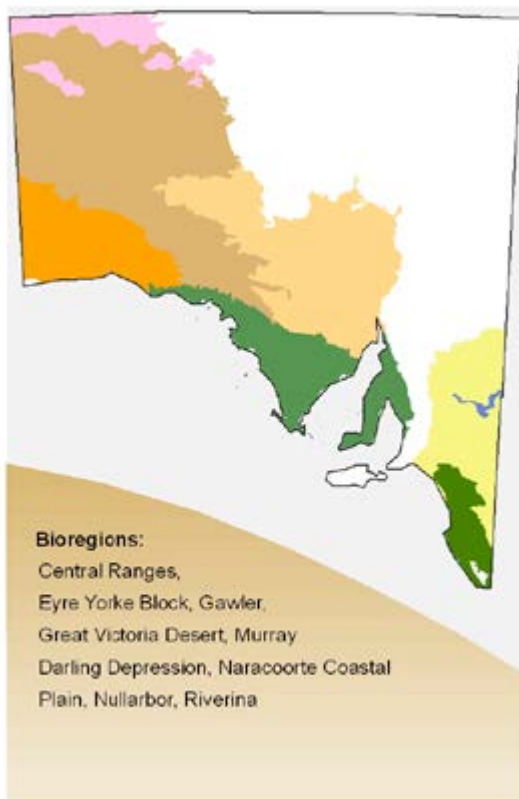 Bioregions:
Central Ranges,
Eyre Yorke Block, Gawler,
Great Victoria Desert, Murray
Darling Depression, Naracoorte Coastal
Plain, Nullarbor, Riverina